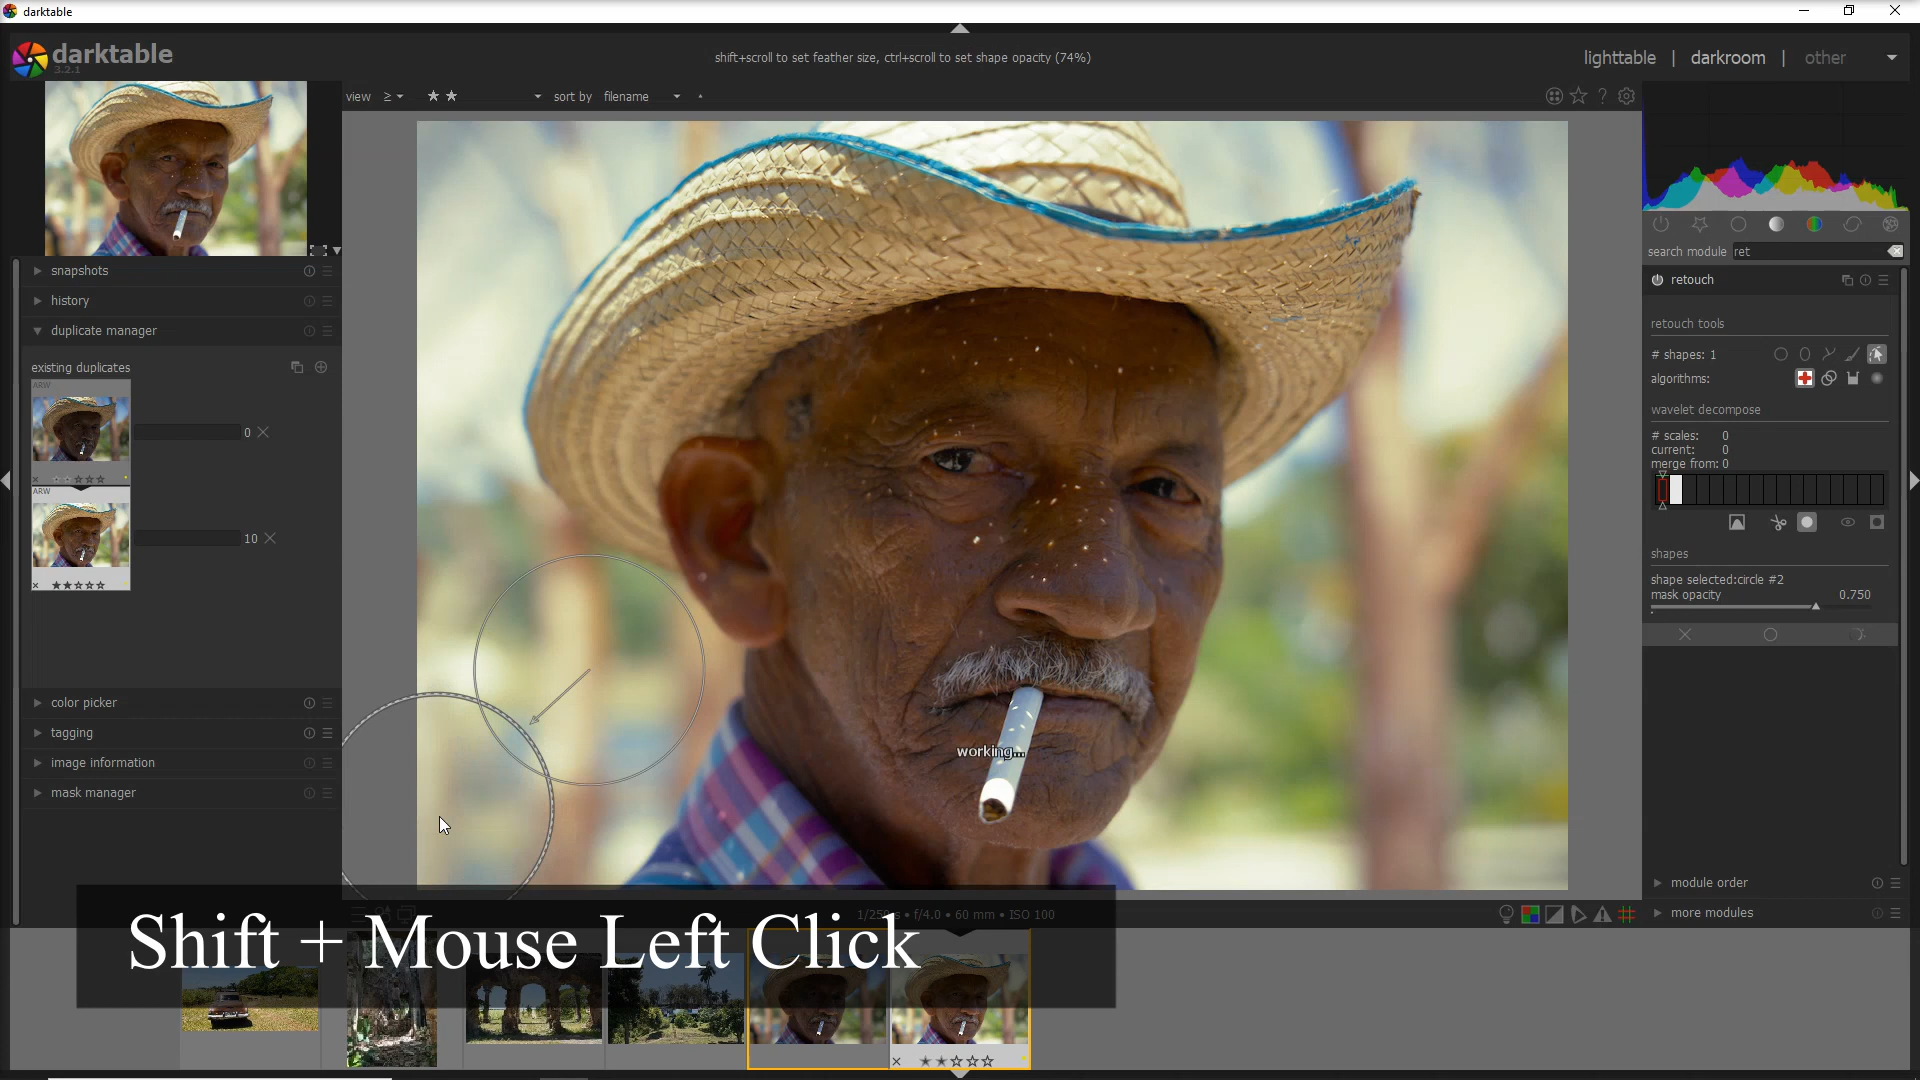 darktable
darktable
3.2.1
shift+scroll to set feather size, ctrl+scroll to set shape opacity (74%)
lighttable | darkroom | other
view ≥ ★ ★ sort by filename
search module ret
snapshots
history
duplicate manager
existing duplicates
ARW
0
ARW
10
color picker
tagging
image information
mask manager
retouch
retouch tools
# shapes: 1
algorithms:
wavelet decompose
# scales: 0
current: 0
merge from: 0
shapes
shape selected:circle #2
mask opacity 0.750
module order
more modules
working...
f/4.0 • 60 mm • ISO 100
Shift + Mouse Left Click